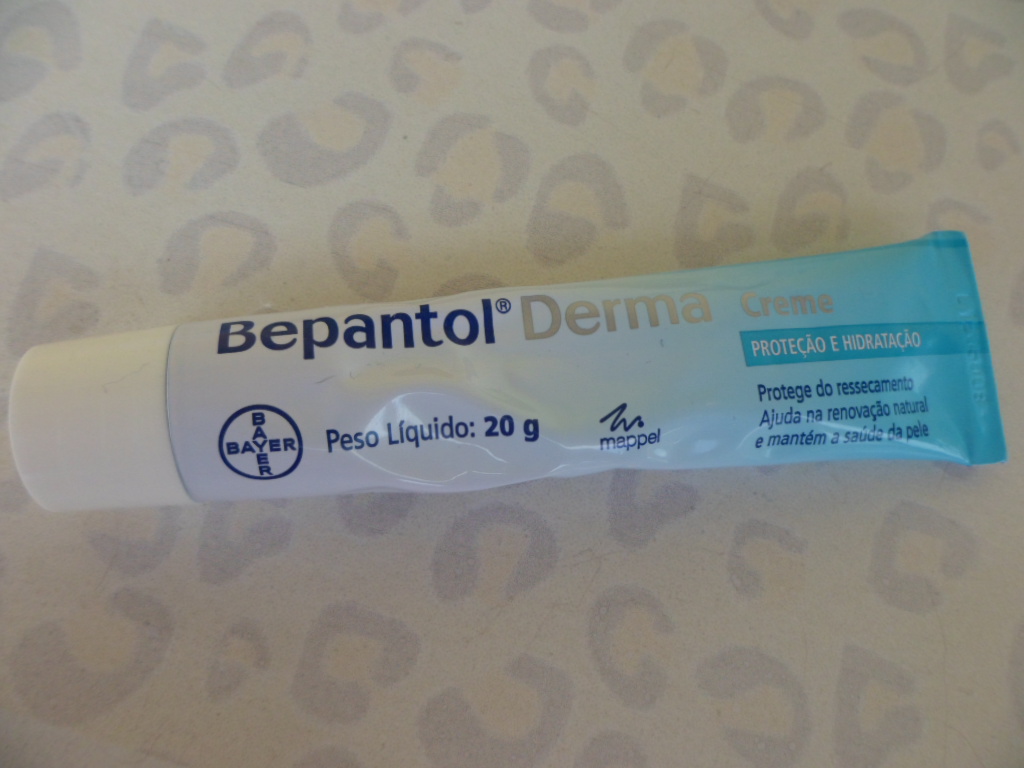 Bepantol® Derma Creme
PROTEÇÃO E HIDRATAÇÃO
Protege do ressecamento
Ajuda na renovação natural
e mantém a saúde da pele
BAYER
BAYER
Peso Líquido: 20 g
mappel